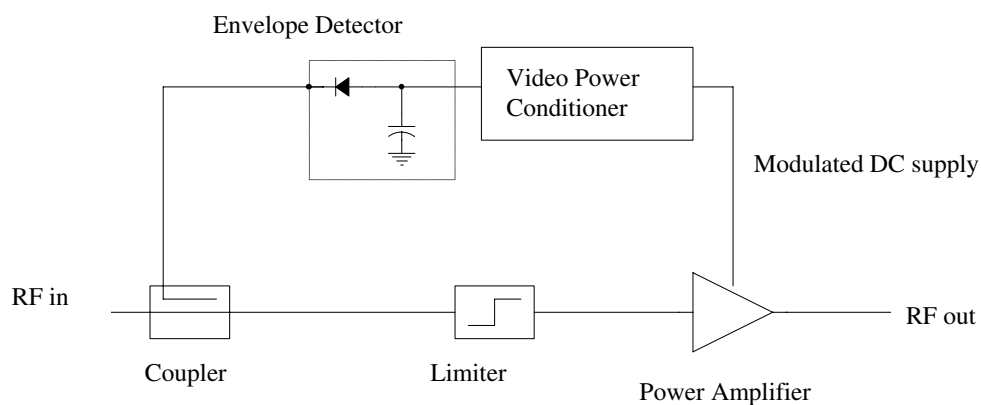 Envelope Detector
Video Power
Conditioner
Modulated DC supply
RF in
RF out
Coupler
Limiter
Power Amplifier